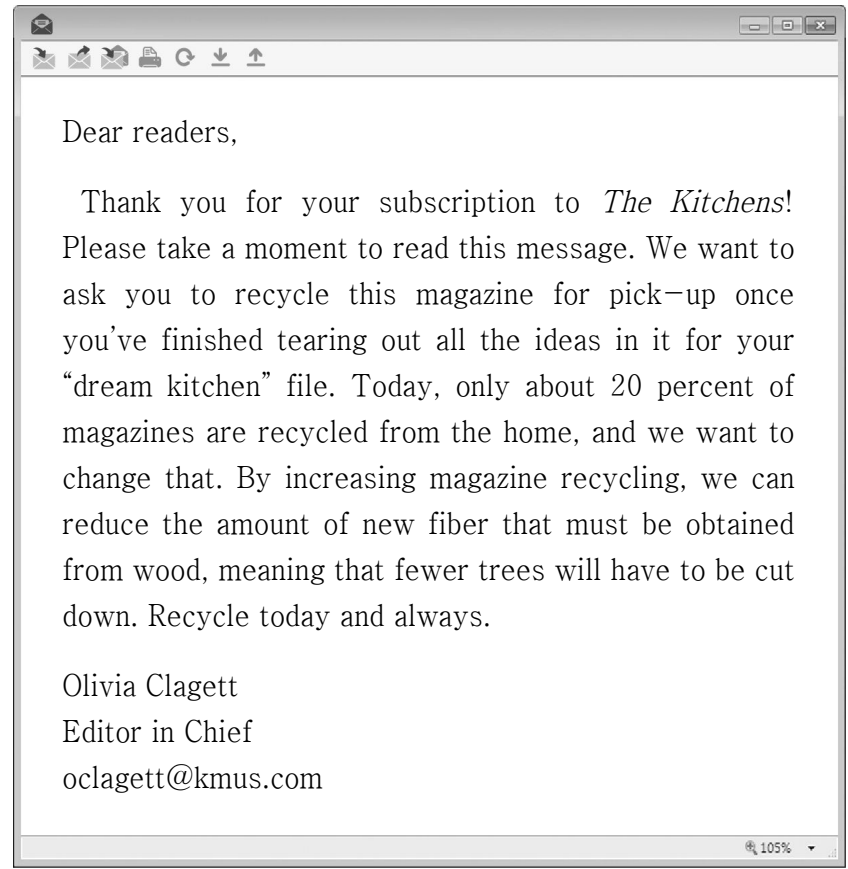 Dear readers,
Thank you for your subscription to The Kitchens!
Please take a moment to read this message. We want to
ask you to recycle this magazine for pick-up once
you've finished tearing out all the ideas in it for your
“dream kitchen” file. Today, only about 20 percent of
magazines are recycled from the home, and we want to
change that. By increasing magazine recycling, we can
reduce the amount of new fiber that must be obtained
from wood, meaning that fewer trees will have to be cut
down. Recycle today and always.
Olivia Clagett
Editor in Chief
oclagett@kmus.com
105%